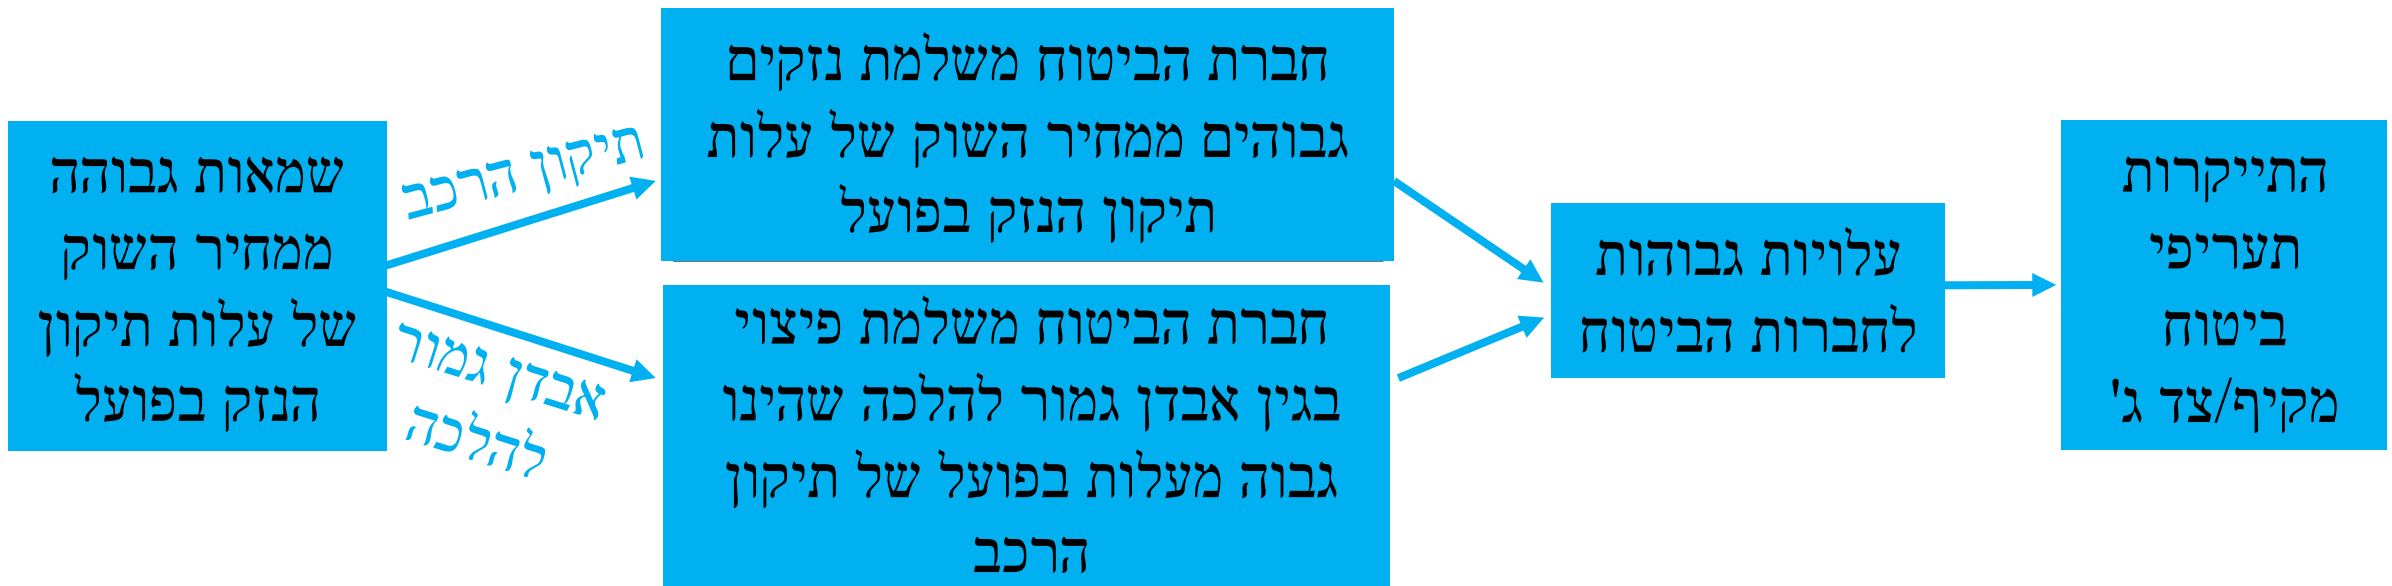 שמאות גבוהה
ממחיר השוק
של עלות תיקון
הנזק בפועל
תיקון הרכב
אבדן גמור
להלכה
חברת הביטוח משלמת נזקים
גבוהים ממחיר השוק של עלות
תיקון הנזק בפועל
חברת הביטוח משלמת פיצוי
בגין אבדן גמור להלכה שהינו
גבוה מעלות בפועל של תיקון
הרכב
עלויות גבוהות
לחברות הביטוח
התייקרות
תעריפי
ביטוח
מקיף/צד ג'